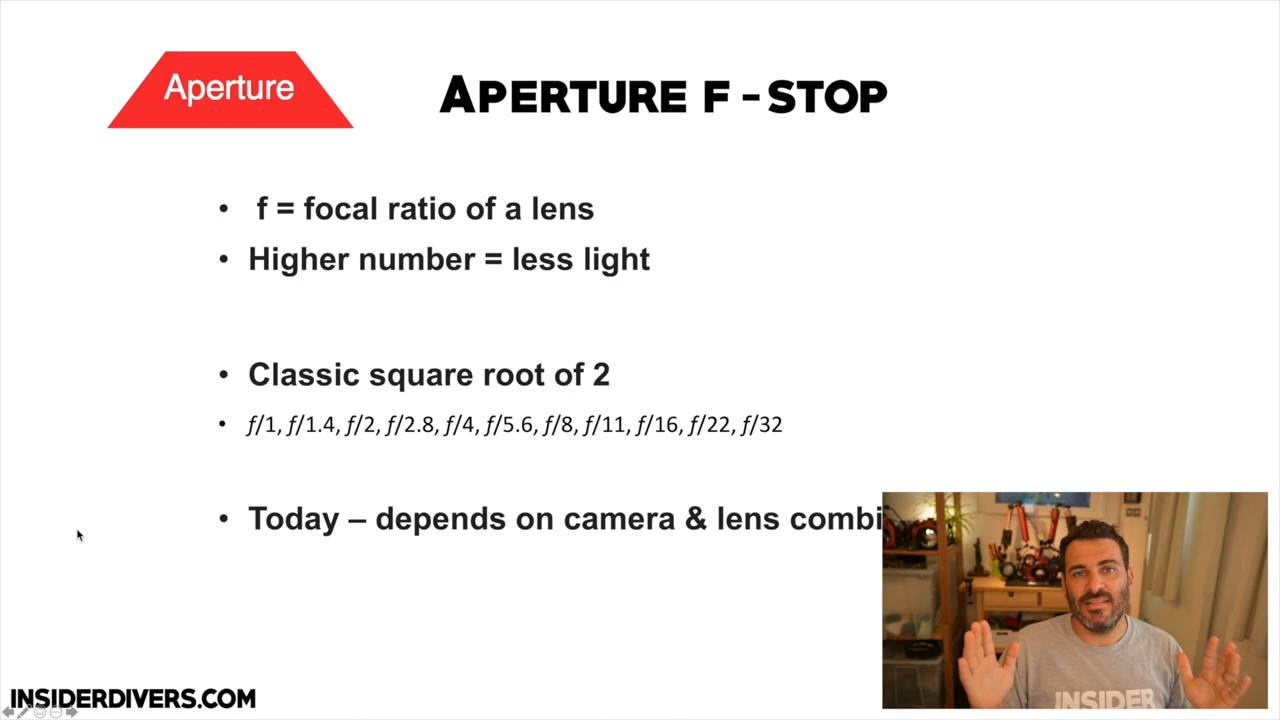 Aperture
APERTURE F - STOP
• f = focal ratio of a lens
• Higher number = less light
• Classic square root of 2
• f/1, f/1.4, f/2, f/2.8, f/4, f/5.6, f/8, f/11, f/16, f/22, f/32
• Today – depends on camera & lens combi
INSIDER
INSIDERDIVERS.COM